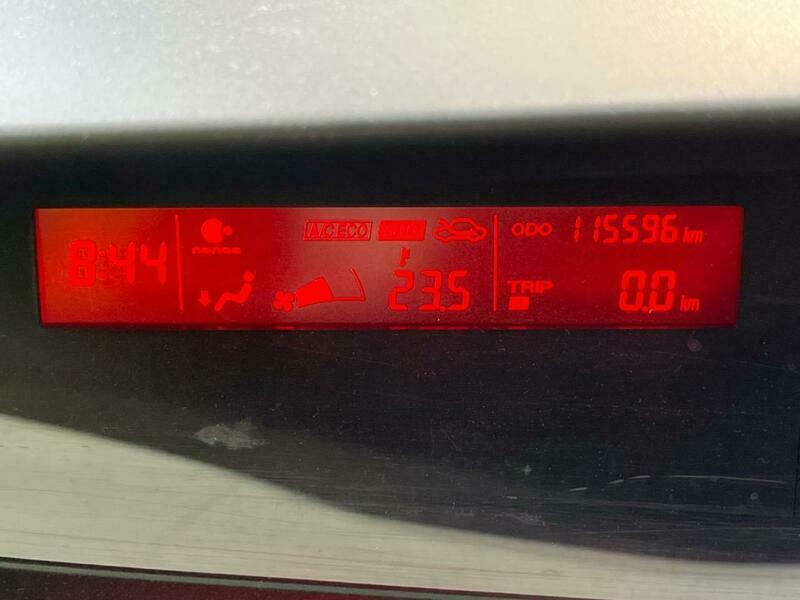 8:44
A/C ECO
23.5
ODO 115596 km
TRIP 0.0 km